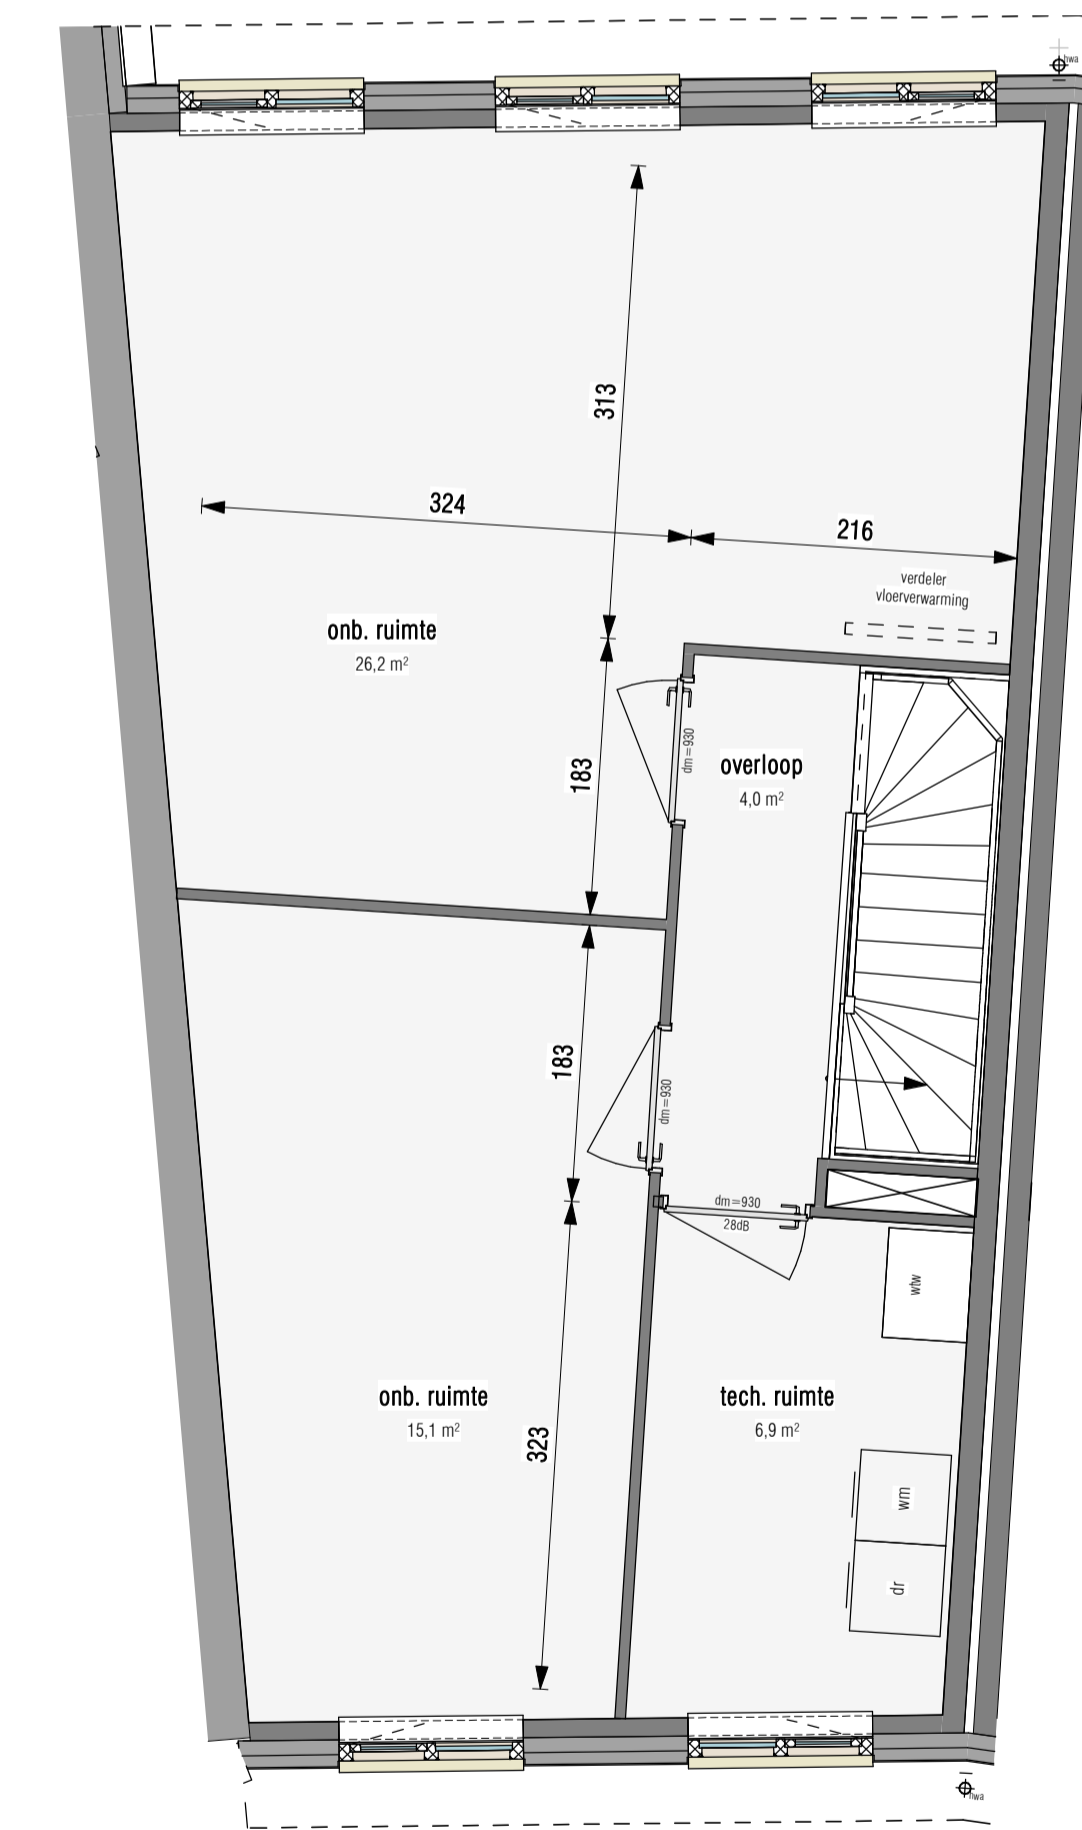 hwa
313
324
216
verdeler
vloerverwarming
onb. ruimte
26,2 m²
183
dm=930
overloop
4,0 m²
183
dm=930
dm=930
28dB
wtw
onb. ruimte
15,1 m²
tech. ruimte
6,9 m²
323
wm
dr
hwa